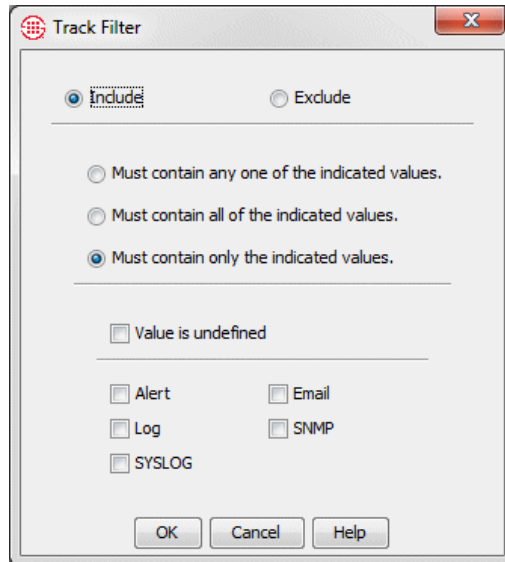 Track Filter
Include Exclude
Must contain any one of the indicated values.
Must contain all of the indicated values.
Must contain only the indicated values.
Value is undefined
Alert Email
Log SNMP
SYSLOG
OK Cancel Help